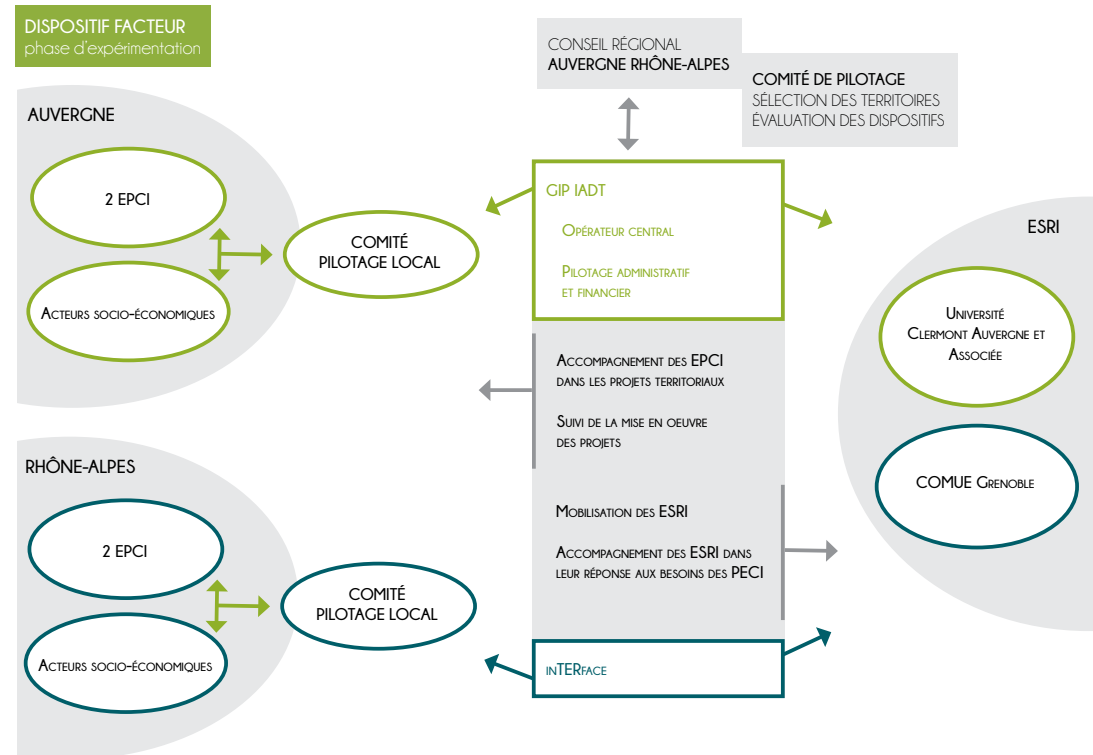 DISPOSITIF FACTEUR
phase d'expérimentation
CONSEIL RÉGIONAL
AUVERGNE RHÔNE-ALPES
COMITÉ DE PILOTAGE
SÉLECTION DES TERRITOIRES
ÉVALUATION DES DISPOSITIFS
AUVERGNE
2 EPCI
ACTEURS SOCIO-ÉCONOMIQUES
COMITÉ
PILOTAGE LOCAL
GIP IADT
OPÉRATEUR CENTRAL
PILOTAGE ADMINISTRATIF
ET FINANCIER
ACCOMPAGNEMENT DES EPCI
DANS LES PROJETS TERRITORIAUX
SUIVI DE LA MISE EN OEUVRE
DES PROJETS
MOBILISATION DES ESRI
ACCOMPAGNEMENT DES ESRI DANS
LEUR RÉPONSE AUX BESOINS DES PECI
INTERFACE
ESRI
UNIVERSITÉ
CLERMONT AUVERGNE ET
ASSOCIÉE
COMUE GRENOBLE
RHÔNE-ALPES
2 EPCI
ACTEURS SOCIO-ÉCONOMIQUES
COMITÉ
PILOTAGE LOCAL